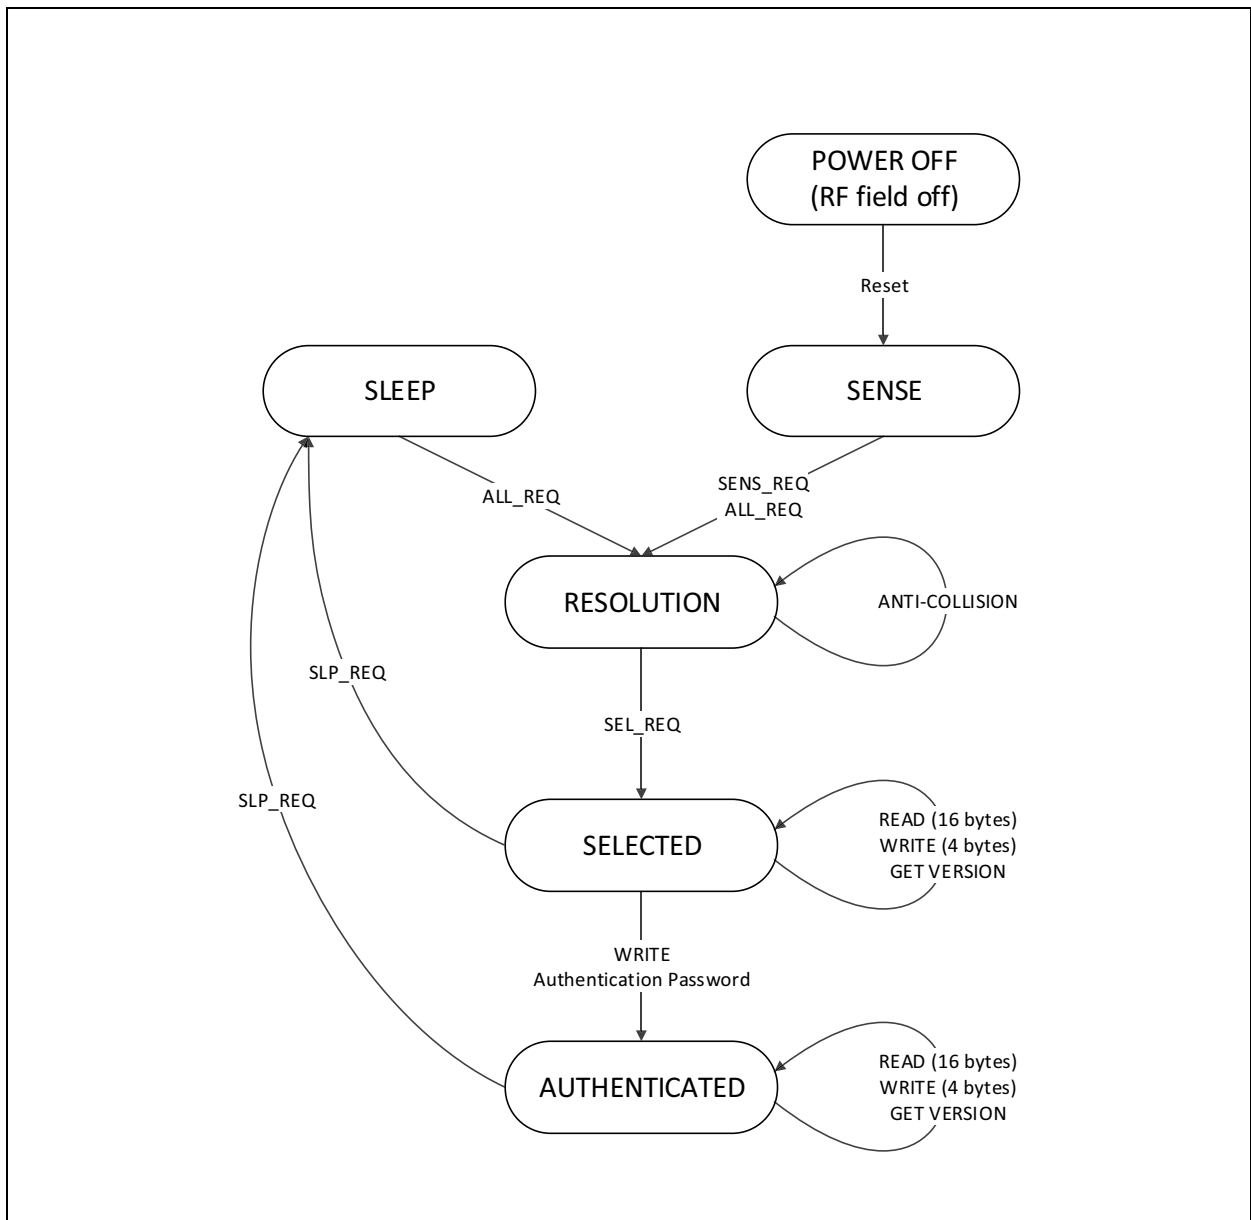 POWER OFF
(RF field off)
Reset
SLEEP
SENSE
ALL_REQ
SENS_REQ
ALL_REQ
RESOLUTION
ANTI-COLLISION
SLP_REQ
SEL_REQ
SLP_REQ
SELECTED
READ (16 bytes)
WRITE (4 bytes)
GET VERSION
WRITE
Authentication Password
AUTHENTICATED
READ (16 bytes)
WRITE (4 bytes)
GET VERSION